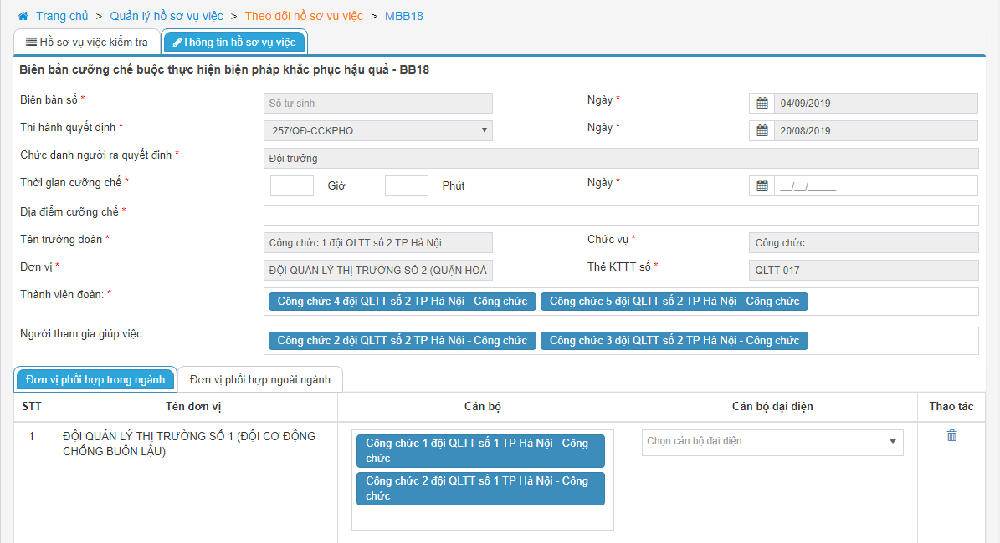 Trang chủ > Quản lý hồ sơ vụ việc > Theo dõi hồ sơ vụ việc > MBB18
Hồ sơ vụ việc kiểm tra Thông tin hồ sơ vụ việc
Biên bản cưỡng chế buộc thực hiện biện pháp khắc phục hậu quả - BB18
Biên bản số * Số tự sinh Ngày * 04/09/2019
Thi hành quyết định * 257/QĐ-CCKPHQ Ngày * 20/08/2019
Chức danh người ra quyết định * Đội trưởng
Thời gian cưỡng chế * Giờ Phút Ngày * __/__/____
Địa điểm cưỡng chế *
Tên trưởng đoàn * Công chức 1 đội QLTT số 2 TP Hà Nội Chức vụ * Công chức
Đơn vị * ĐỘI QUẢN LÝ THỊ TRƯỜNG SỐ 2 (QUẬN HOÀ Thẻ KTTT số * QLTT-017
Thành viên đoàn: * Công chức 4 đội QLTT số 2 TP Hà Nội - Công chức Công chức 5 đội QLTT số 2 TP Hà Nội - Công chức
Người tham gia giúp việc Công chức 2 đội QLTT số 2 TP Hà Nội - Công chức Công chức 3 đội QLTT số 2 TP Hà Nội - Công chức
Đơn vị phối hợp trong ngành Đơn vị phối hợp ngoài ngành
STT Tên đơn vị Cán bộ Cán bộ đại diện Thao tác
1 ĐỘI QUẢN LÝ THỊ TRƯỜNG SỐ 1 (ĐỘI CƠ ĐỘNG
CHỐNG BUÔN LẬU)
Công chức 1 đội QLTT số 1 TP Hà Nội - Công
chức
Công chức 2 đội QLTT số 1 TP Hà Nội - Công
chức
Chọn cán bộ đại diện